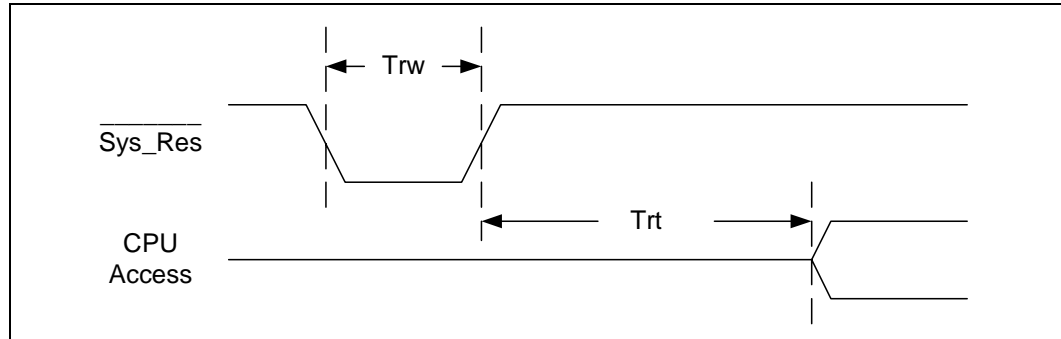 Trw
Sys_Res
Trt
CPU
Access